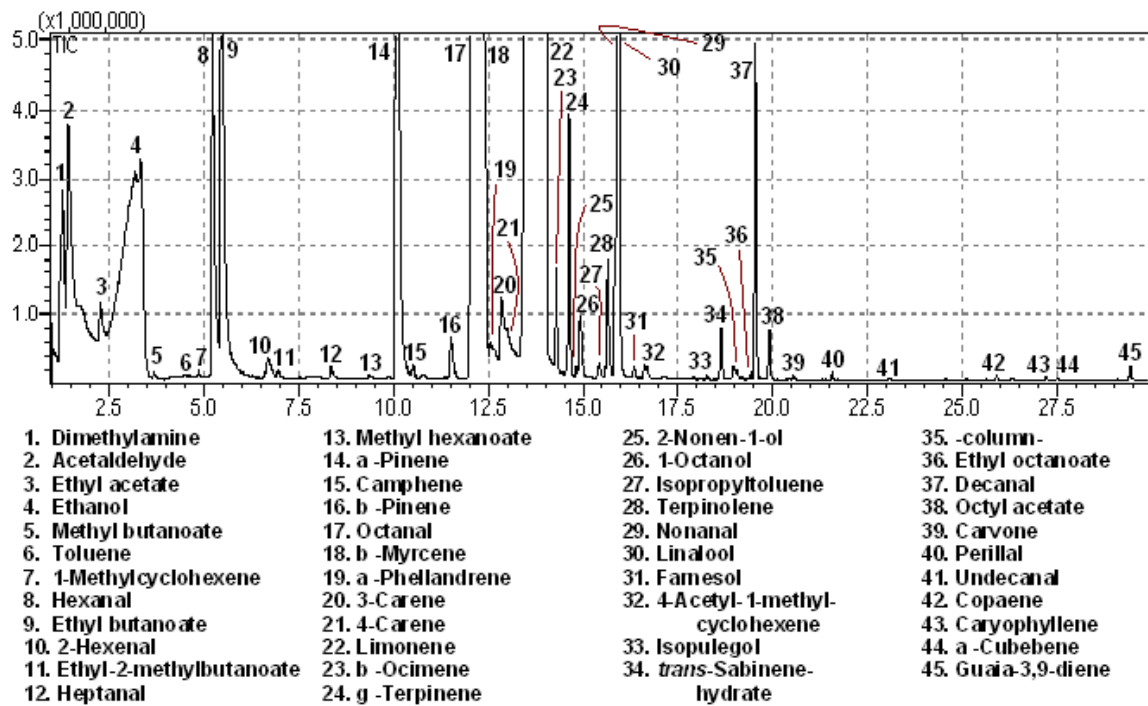 (x1,000,000)
5.0
TIC
4.0
3.0
2.0
1.0
1
2
3
4
5
6
7
8
9
10
11
12
13
14
15
16
17
18
19
20
21
22
23
24
25
26
27
28
29
30
31
32
33
34
35
36
37
38
39
40
41
42
43
44
45
2.5 5.0 7.5 10.0 12.5 15.0 17.5 20.0 22.5 25.0 27.5
1. Dimethylamine
2. Acetaldehyde
3. Ethyl acetate
4. Ethanol
5. Methyl butanoate
6. Toluene
7. 1-Methylcyclohexene
8. Hexanal
9. Ethyl butanoate
10. 2-Hexenal
11. Ethyl-2-methylbutanoate
12. Heptanal
13. Methyl hexanoate
14. a -Pinene
15. Camphene
16. b -Pinene
17. Octanal
18. b -Myrcene
19. a -Phellandrene
20. 3-Carene
21. 4-Carene
22. Limonene
23. b -Ocimene
24. g -Terpinene
25. 2-Nonen-1-ol
26. 1-Octanol
27. Isopropyltoluene
28. Terpinolene
29. Nonanal
30. Linalool
31. Farnesol
32. 4-Acetyl-1-methyl-
cyclohexene
33. Isopulegol
34. trans-Sabinene-
hydrate
35. -column-
36. Ethyl octanoate
37. Decanal
38. Octyl acetate
39. Carvone
40. Perillal
41. Undecanal
42. Copaene
43. Caryophyllene
44. a -Cubebene
45. Guaia-3,9-diene